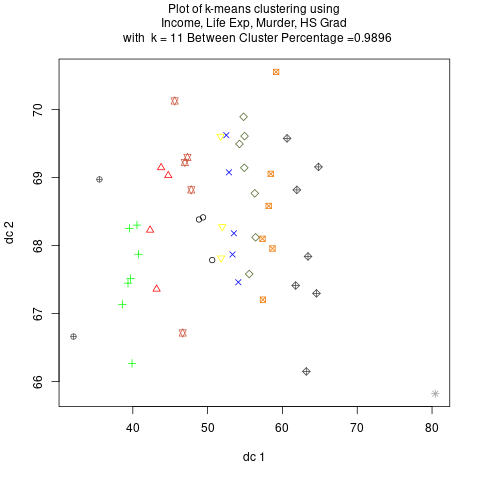 Plot of k-means clustering using
Income, Life Exp, Murder, HS Grad
with  k = 11 Between Cluster Percentage =0.9896
70
69
68
67
66
dc 2
40 50 60 70 80
dc 1